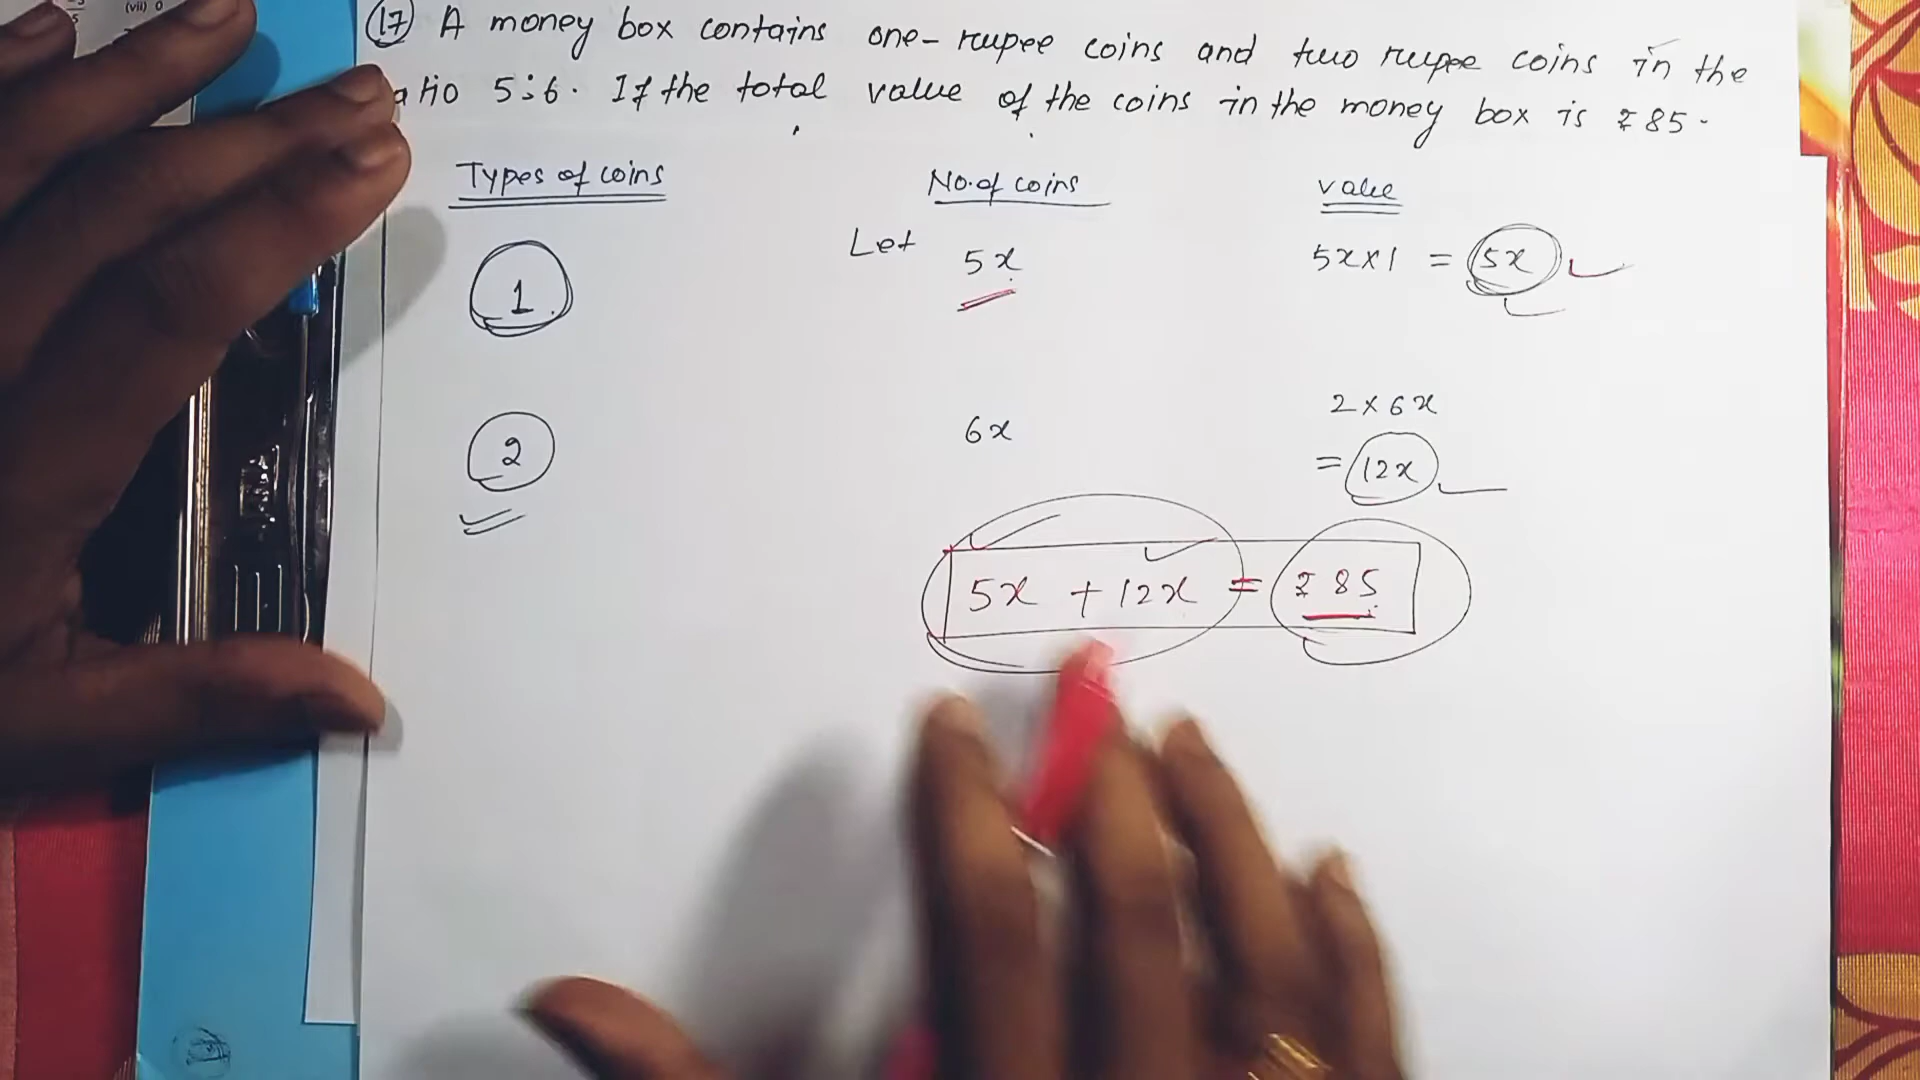 (vii) 0
17 A money box contains one-rupee coins and two rupee coins in the
atio 5:6. If the total value of the coins in the money box is ₹85.
Types of coins No. of coins value
1 Let 5x 5x×1 = 5x
2 6x 2×6x
= 12x
5x + 12x = ₹85